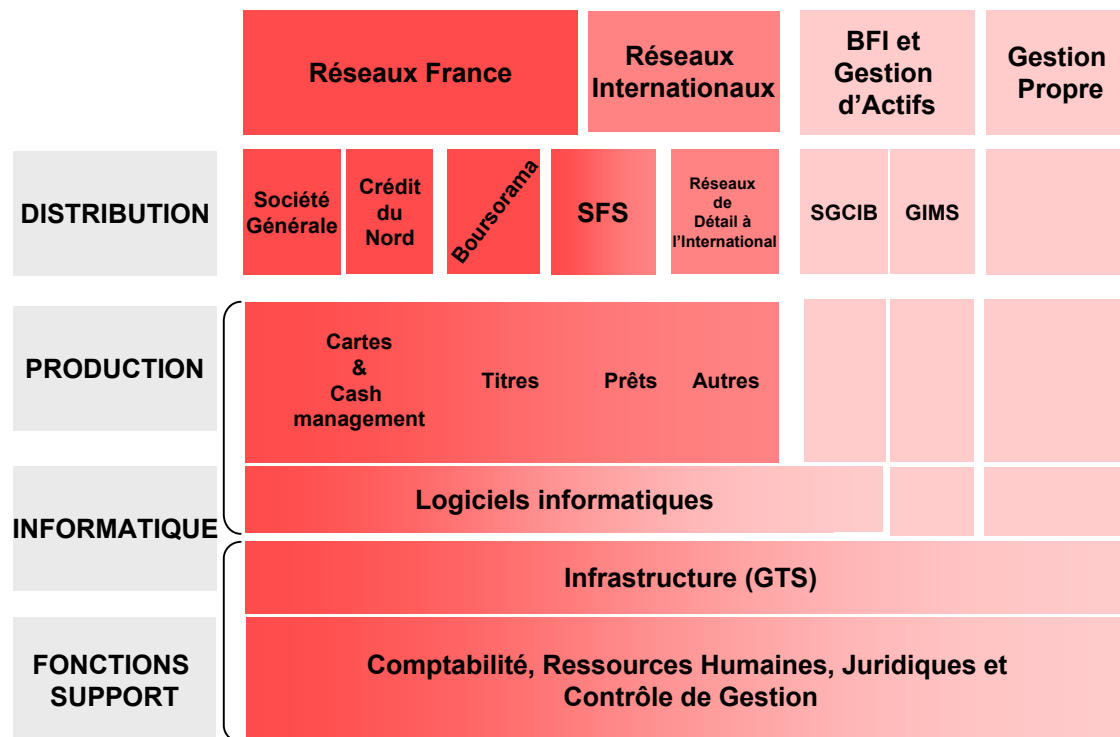 Réseaux France
Réseaux
Internationaux
BFI et
Gestion
d’Actifs
Gestion
Propre
DISTRIBUTION
Société
Générale
Crédit
du
Nord
Boursorama
SFS
Réseaux
de
Détail à
l’International
SGCIB
GIMS
PRODUCTION
Cartes
&
Cash
management
Titres
Prêts
Autres
INFORMATIQUE
Logiciels informatiques
Infrastructure (GTS)
FONCTIONS
SUPPORT
Comptabilité, Ressources Humaines, Juridiques et
Contrôle de Gestion